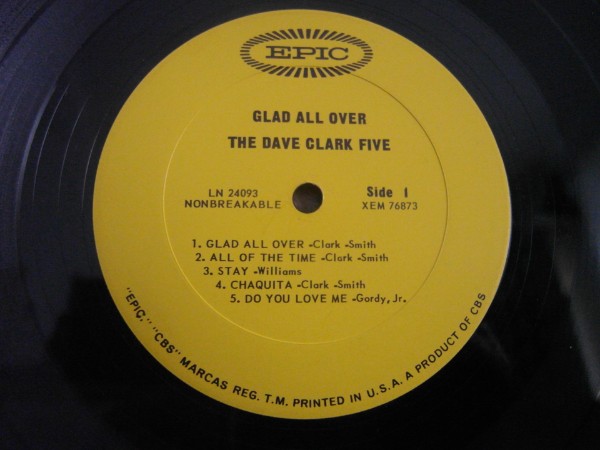 EPIC
GLAD ALL OVER
THE DAVE CLARK FIVE
LN 24093
NONBREAKABLE
Side 1
XEM 76873
1. GLAD ALL OVER -Clark -Smith
2. ALL OF THE TIME -Clark -Smith
3. STAY -Williams
4. CHAQUITA -Clark -Smith
5. DO YOU LOVE ME -Gordy, Jr.
"EPIC," "CBS" MARCAS REG. T.M. PRINTED IN U.S.A. A PRODUCT OF CBS